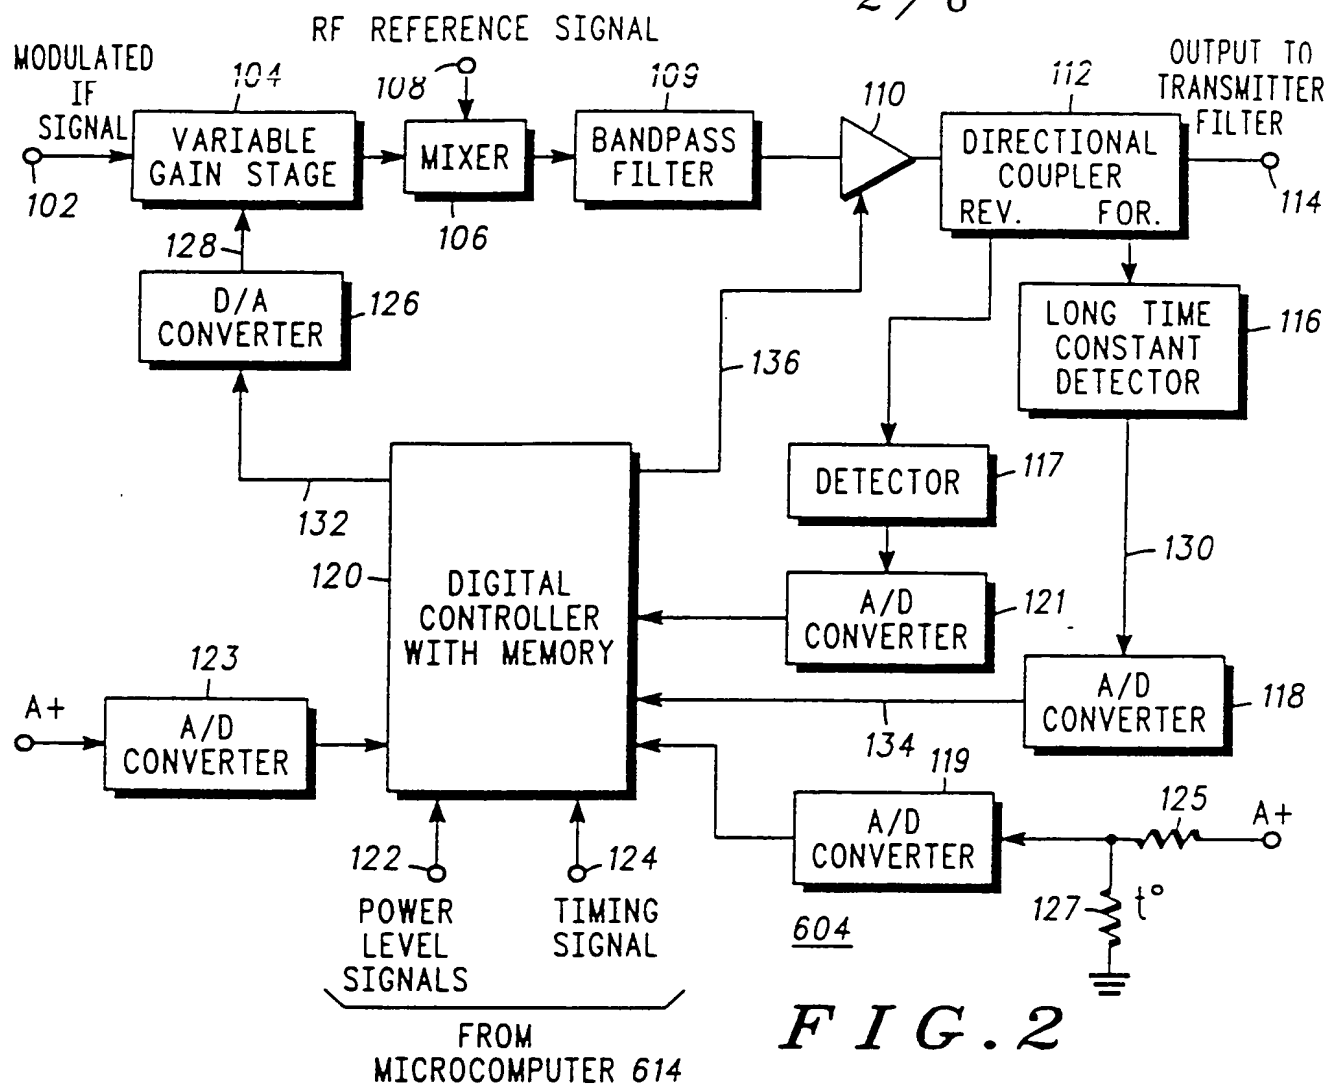 2/8
RF REFERENCE SIGNAL
MODULATED
IF
SIGNAL
102
104
VARIABLE
GAIN STAGE
108
MIXER
106
109
BANDPASS
FILTER
110
112
DIRECTIONAL
COUPLER
REV. FOR.
OUTPUT TO
TRANSMITTER
FILTER
114
128
D/A
CONVERTER
126
136
LONG TIME
CONSTANT
DETECTOR
116
132
DETECTOR
117
130
120
DIGITAL
CONTROLLER
WITH MEMORY
A/D
CONVERTER
121
123
A+
A/D
CONVERTER
A/D
CONVERTER
118
134
119
A/D
CONVERTER
125
A+
127
t°
122
POWER
LEVEL
SIGNALS
124
TIMING
SIGNAL
604
FROM
MICROCOMPUTER 614
FIG.2